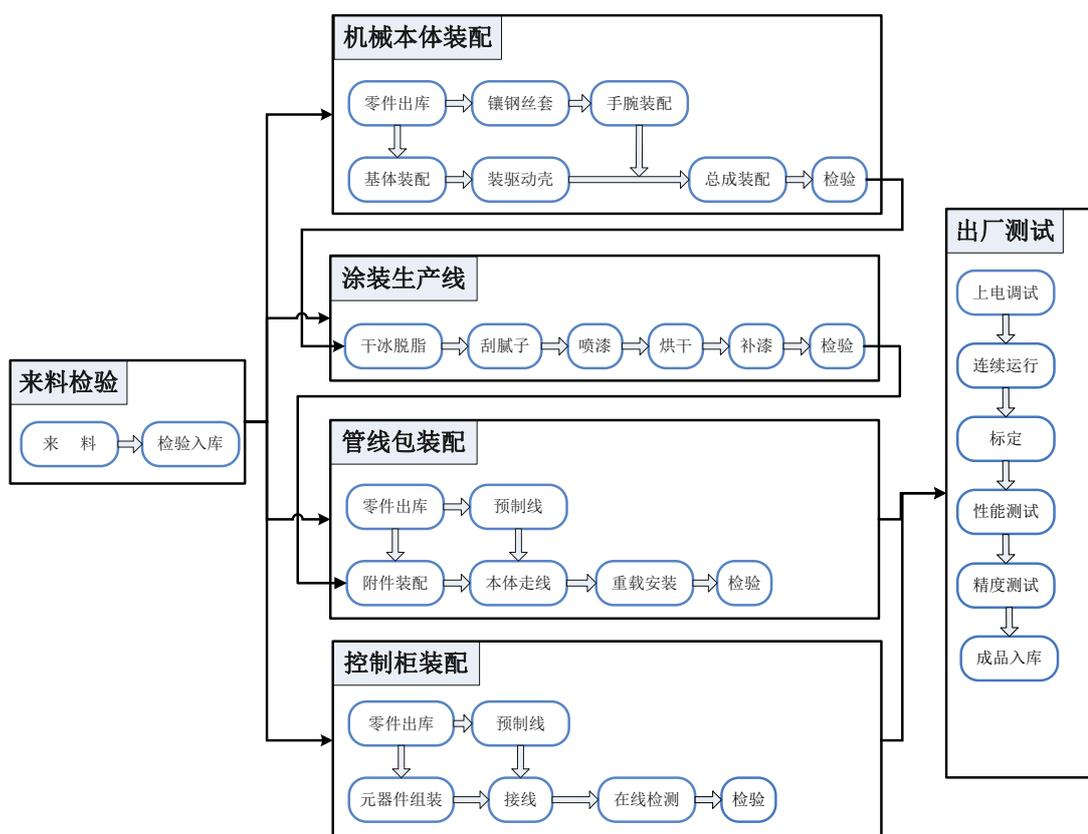 机械本体装配
零件出库
镶钢丝套
手腕装配
基体装配
装驱动壳
总成装配
检验
涂装生产线
干冰脱脂
刮腻子
喷漆
烘干
补漆
检验
来料检验
来 料
检验入库
管线包装配
零件出库
预制线
附件装配
本体走线
重载安装
检验
控制柜装配
零件出库
预制线
元器件组装
接线
在线检测
检验
出厂测试
上电调试
连续运行
标定
性能测试
精度测试
成品入库